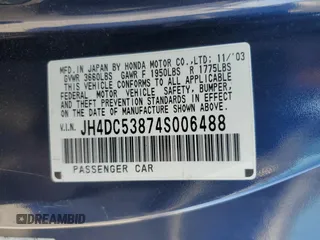 MFD. IN JAPAN BY HONDA MOTOR CO.,LTD; 11/'03
GVWR 3660LBS GAWR F 1950LBS R 1775LBS
THIS VEHICLE CONFORMS TO ALL APPLICABLE
FEDERAL MOTOR VEHICLE SAFETY, BUMPER,
AND THEFT PREVENTION STANDARDS IN EFFECT
ON THE DATE OF MANUFACTURE SHOWN ABOVE.
V.I.N. JH4DC53874S006488
PASSENGER CAR
DREAMBID